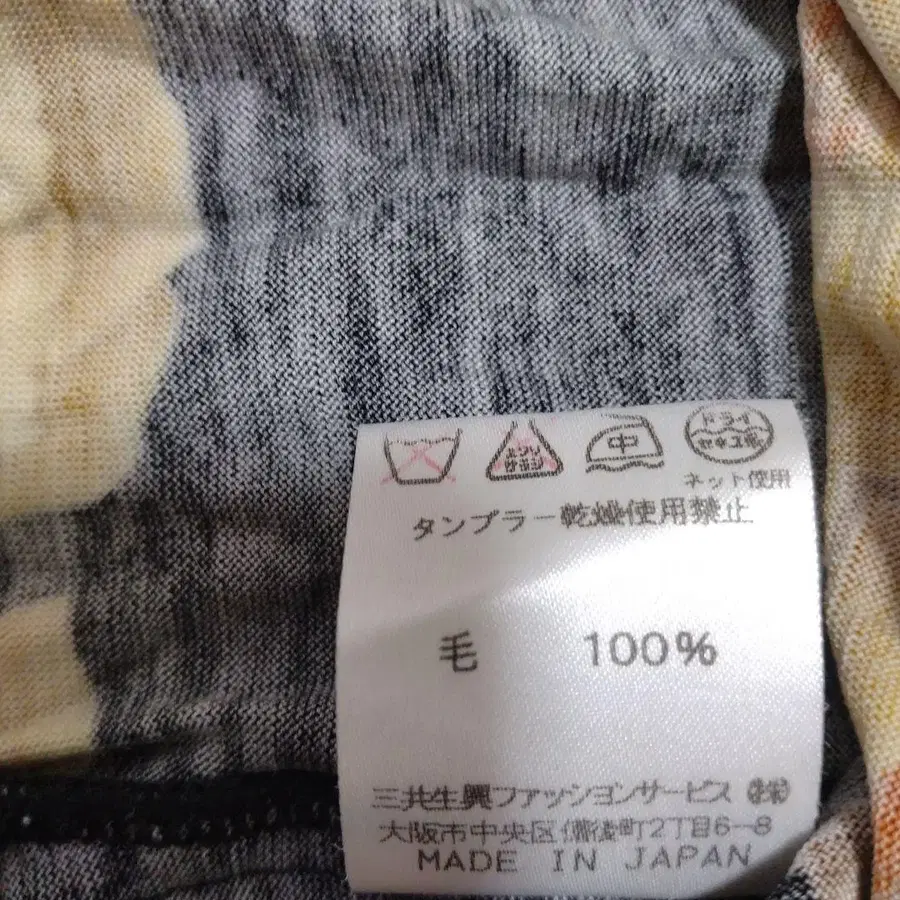 エンソ
サラシ
中
ドライ
セキユ系
ネット使用
タンブラー乾燥使用禁止
毛 100%
三共生興ファッションサービス㈱
大阪市中央区備後町2丁目6-8
MADE IN JAPAN